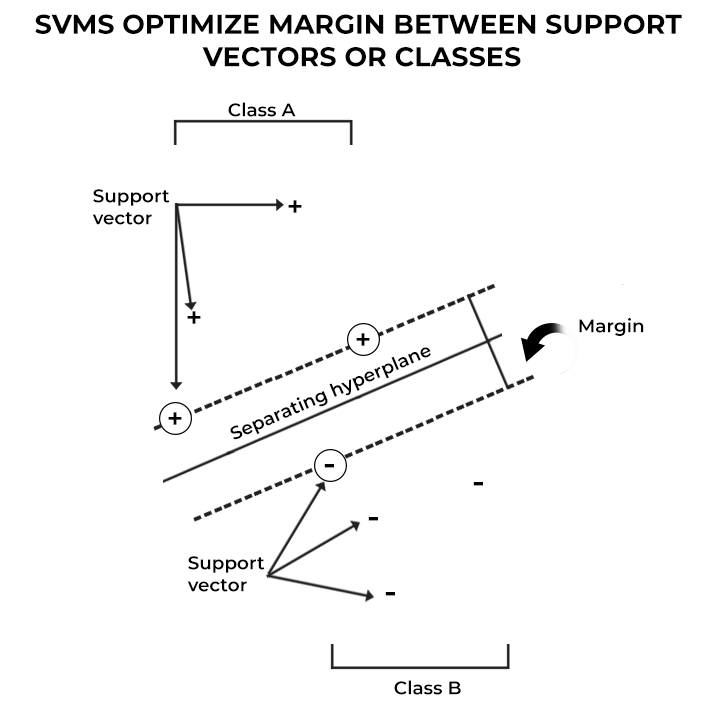 SVMS OPTIMIZE MARGIN BETWEEN SUPPORT
VECTORS OR CLASSES
Class A
Support
vector
+
+
+
+
Margin
Separating hyperplane
-
-
-
-
Support
vector
Class B